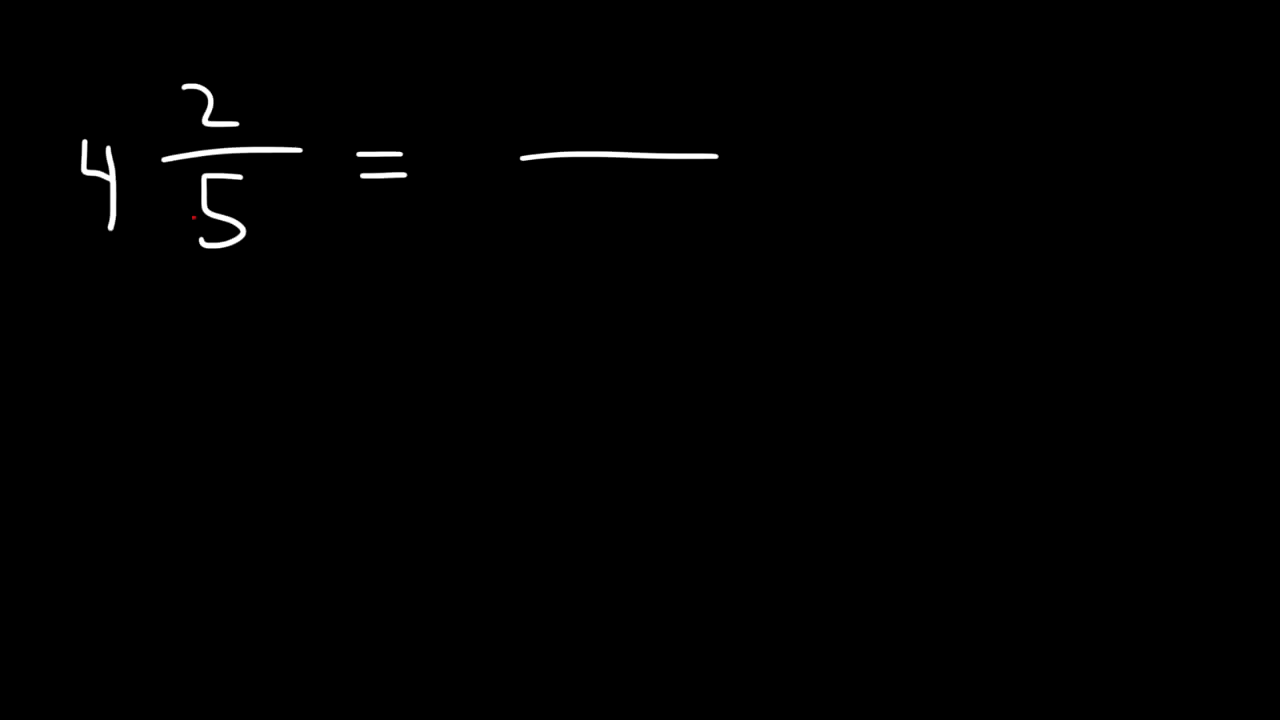 4 2/5 = —